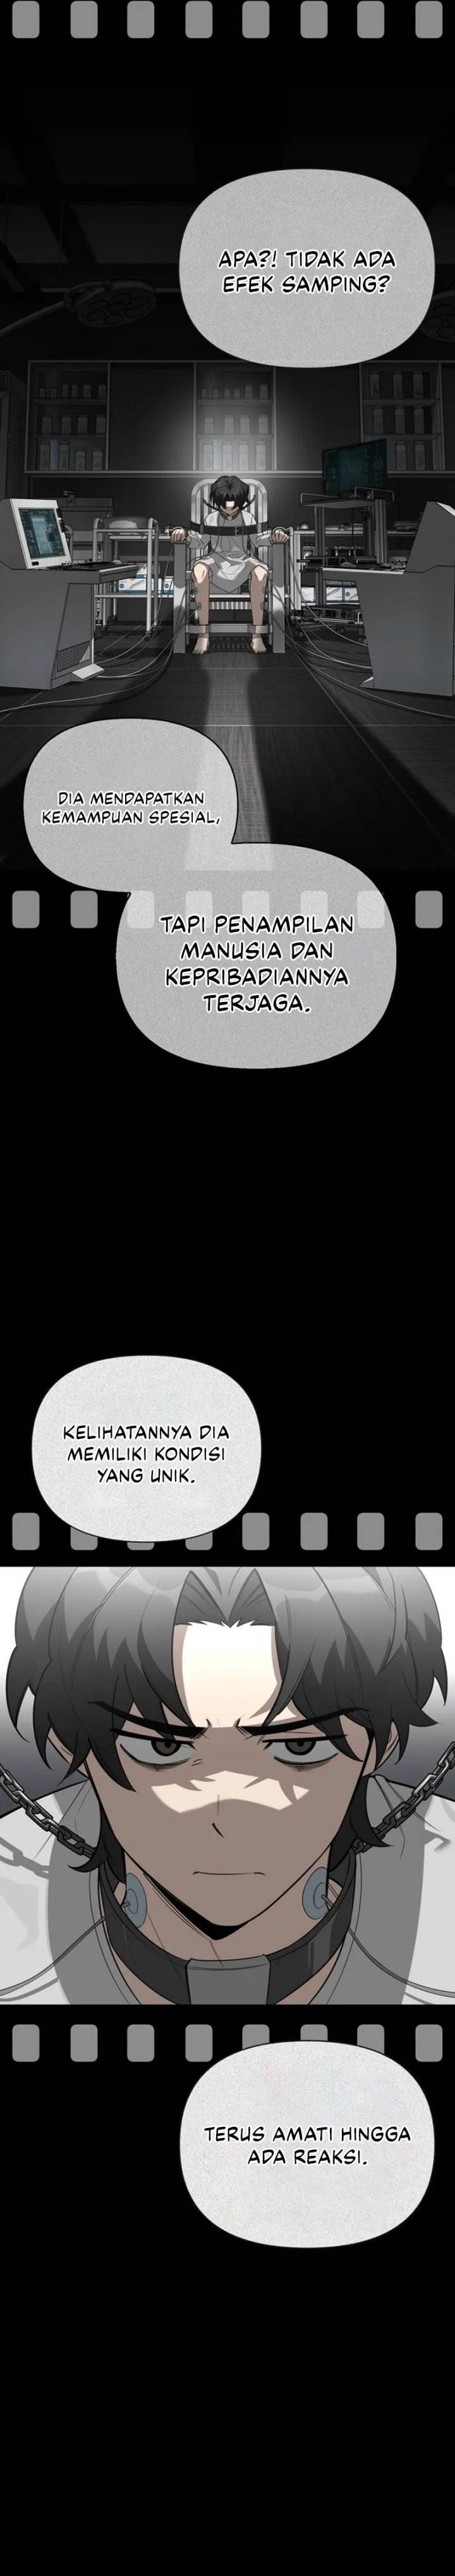 APA?! TIDAK ADA
EFEK SAMPING?
DIA MENDAPATKAN
KEMAMPUAN SPESIAL,
TAPI PENAMPILAN
MANUSIA DAN
KEPRIBADIANNYA
TERJAGA.
KELIHATANNYA DIA
MEMILIKI KONDISI
YANG UNIK.
TERUS AMATI HINGGA
ADA REAKSI.